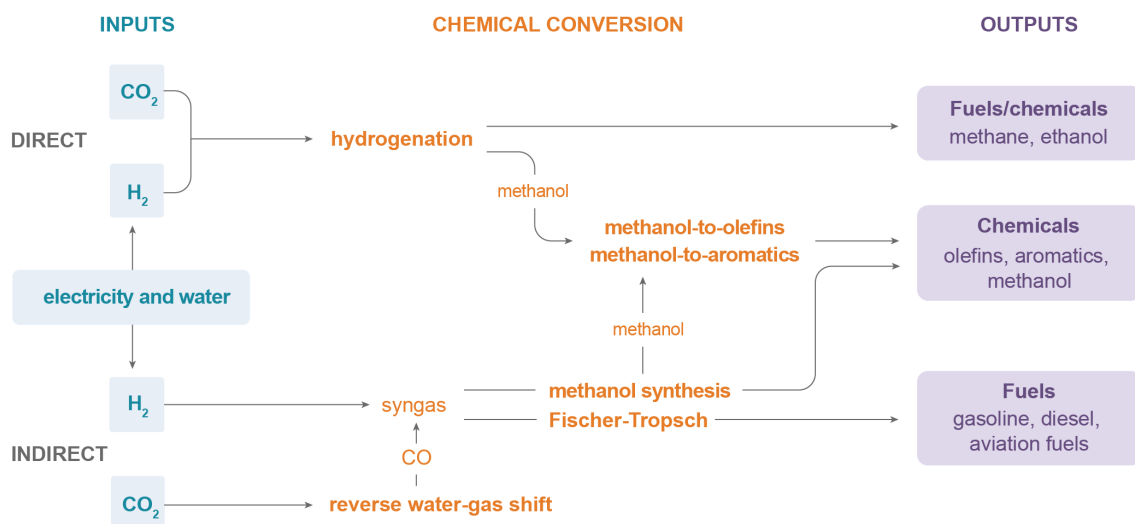 INPUTS
CHEMICAL CONVERSION
OUTPUTS
CO₂
DIRECT
H₂
hydrogenation
methanol
Fuels/chemicals
methane, ethanol
methanol-to-olefins
methanol-to-aromatics
Chemicals
olefins, aromatics,
methanol
electricity and water
methanol
H₂
syngas
methanol synthesis
Fischer-Tropsch
Fuels
gasoline, diesel,
aviation fuels
INDIRECT
CO
CO₂
reverse water-gas shift